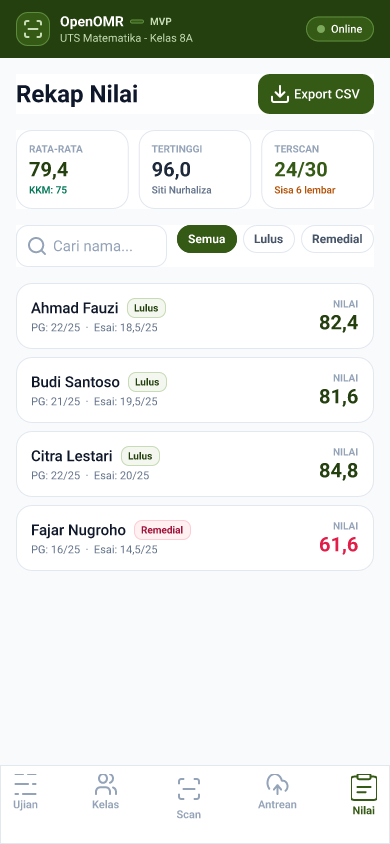 OpenOMR MVP
UTS Matematika - Kelas 8A
Online
Rekap Nilai
Export CSV
RATA-RATA
79,4
KKM: 75
TERTINGGI
96,0
Siti Nurhaliza
TERSCAN
24/30
Sisa 6 lembar
Cari nama...
Semua
Lulus
Remedial
Ahmad Fauzi Lulus
PG: 22/25 · Esai: 18,5/25
NILAI
82,4
Budi Santoso Lulus
PG: 21/25 · Esai: 19,5/25
NILAI
81,6
Citra Lestari Lulus
PG: 22/25 · Esai: 20/25
NILAI
84,8
Fajar Nugroho Remedial
PG: 16/25 · Esai: 14,5/25
NILAI
61,6
Ujian
Kelas
Scan
Antrean
Nilai